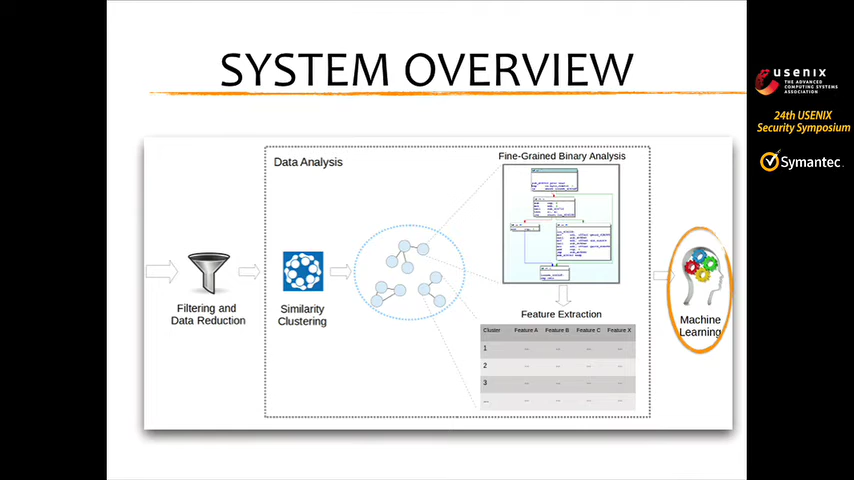 SYSTEM OVERVIEW
usenix
THE ADVANCED
COMPUTING SYSTEMS
ASSOCIATION
24th USENIX
Security Symposium
Symantec.
Data Analysis
Fine-Grained Binary Analysis
Filtering and
Data Reduction
Similarity
Clustering
Feature Extraction
Cluster Feature A Feature B Feature C Feature X
1 ... ... ... ...
2 ... ... ... ...
3 ... ... ... ...
... ... ... ... ...
Machine
Learning